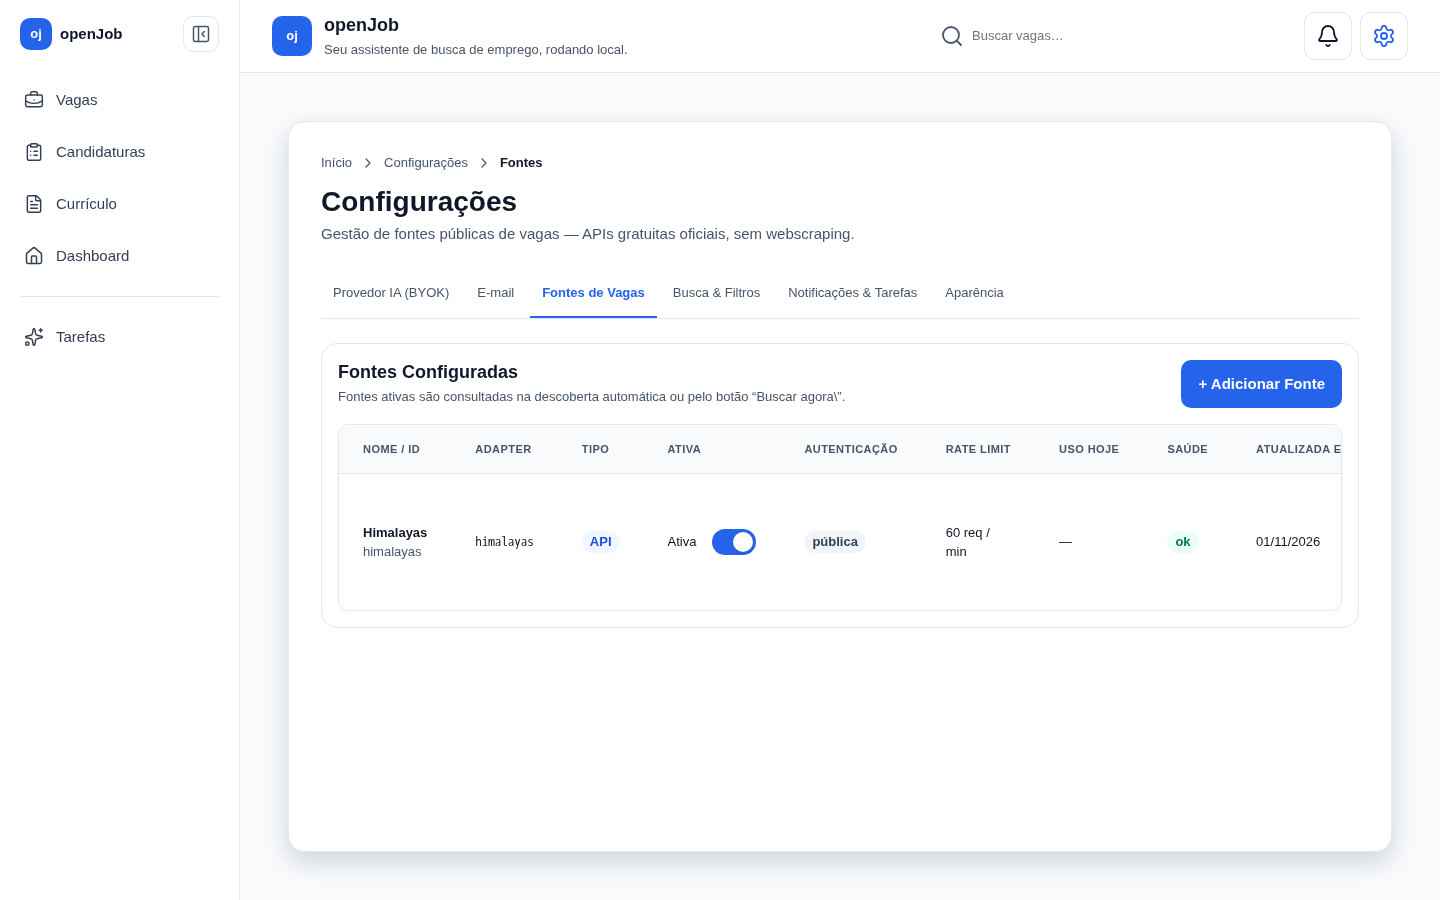 oj openJob
Vagas
Candidaturas
Currículo
Dashboard
Tarefas
oj
openJob
Seu assistente de busca de emprego, rodando local.
Buscar vagas…
Início > Configurações > Fontes
Configurações
Gestão de fontes públicas de vagas — APIs gratuitas oficiais, sem webscraping.
Provedor IA (BYOK) E-mail Fontes de Vagas Busca & Filtros Notificações & Tarefas Aparência
Fontes Configuradas
Fontes ativas são consultadas na descoberta automática ou pelo botão “Buscar agora\”.
+ Adicionar Fonte
NOME / ID ADAPTER TIPO ATIVA AUTENTICAÇÃO RATE LIMIT USO HOJE SAÚDE ATUALIZADA E
Himalayas
himalayas
himalayas API Ativa pública
60 req /
min
— ok 01/11/2026